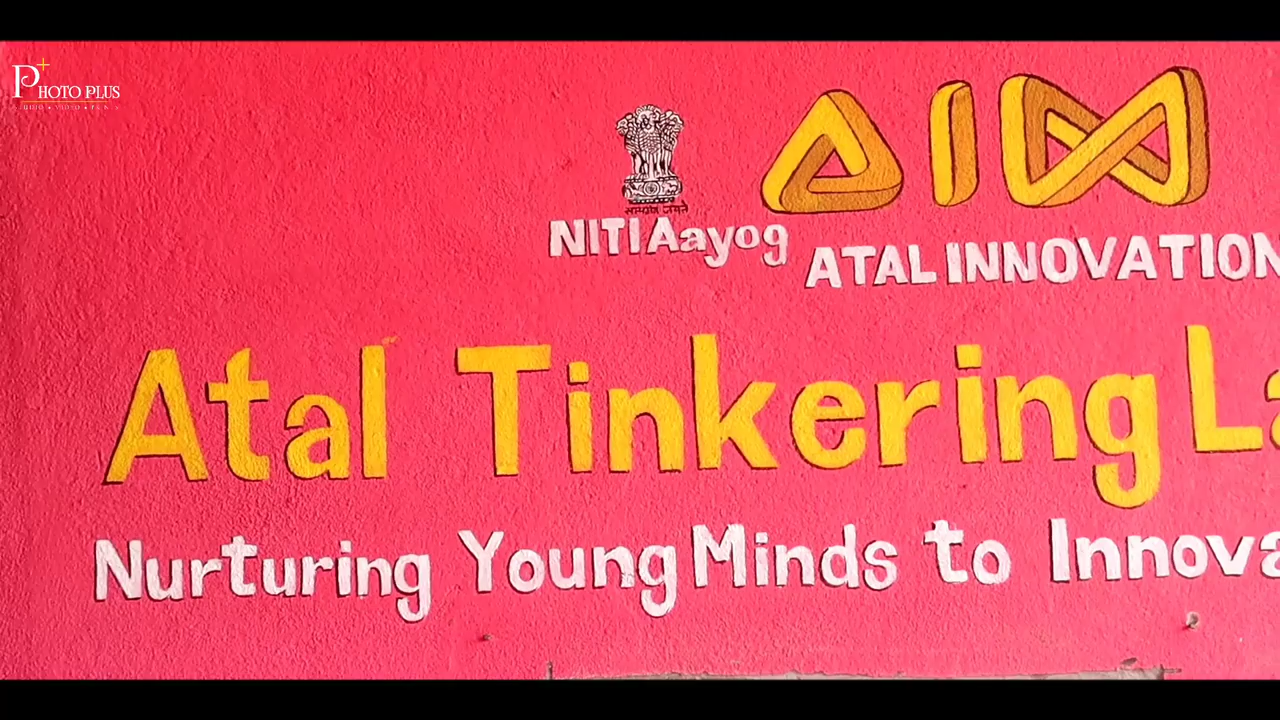 PHOTO PLUS
सत्यमेव जयते
NITI Aayog
AIM
ATAL INNOVATION
Atal Tinkering La
Nurturing Young Minds to Innova